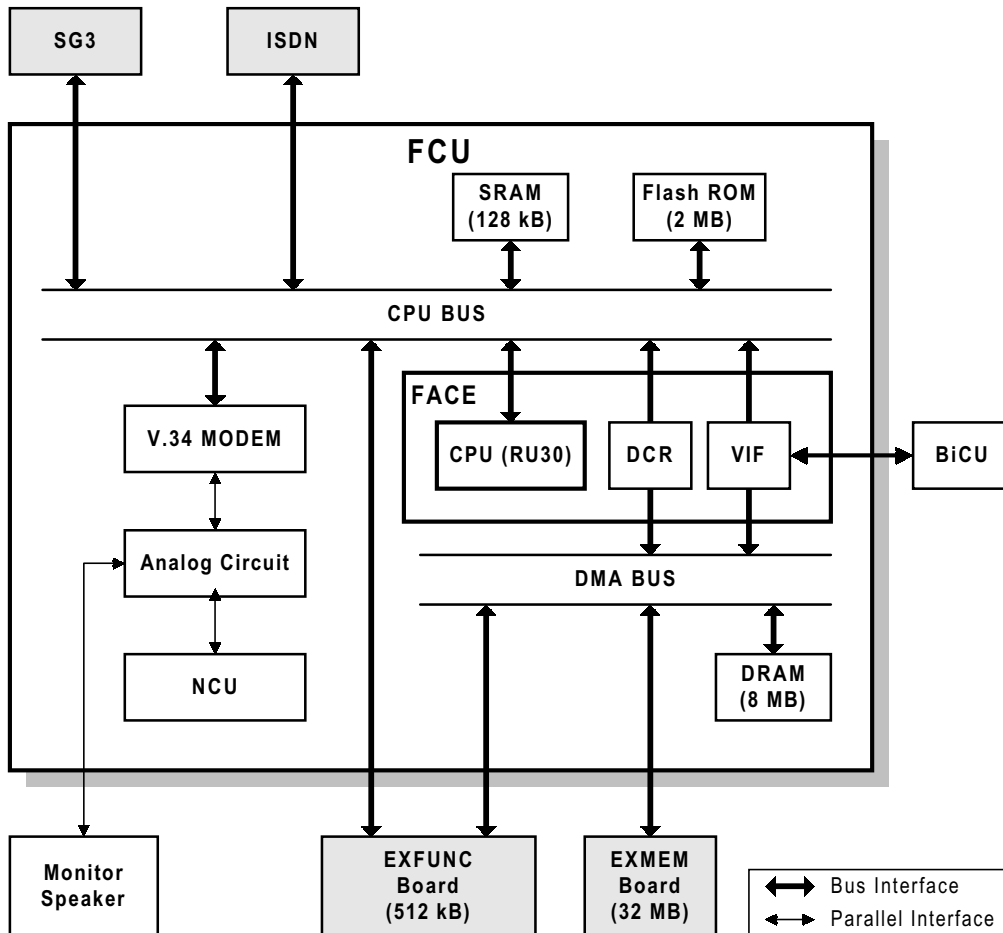 SG3
ISDN
FCU
SRAM
(128 kB)
Flash ROM
(2 MB)
CPU BUS
FACE
V.34 MODEM
CPU (RU30)
DCR
VIF
BiCU
Analog Circuit
DMA BUS
NCU
DRAM
(8 MB)
Monitor
Speaker
EXFUNC
Board
(512 kB)
EXMEM
Board
(32 MB)
Bus Interface
Parallel Interface